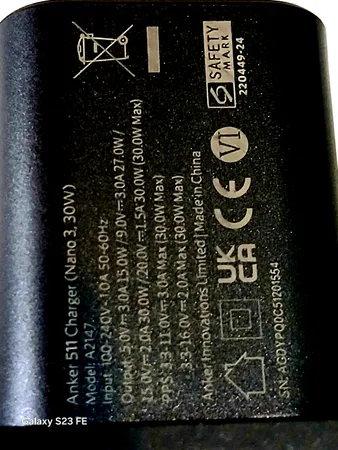 Anker 511 Charger (Nano 3, 30W)
Model: A2147
Input: 100-240V~1.0A 50-60Hz
Output: 5.0V⎓3.0A 15.0W / 9.0V⎓3.0A 27.0W /
15.0V⎓2.0A 30.0W / 20.0V⎓1.5A 30.0W (30.0W Max)
PPS: 3.3-11.0V⎓3.0A Max (30.0W Max)
3.3-16.0V⎓2.0A Max (30.0W Max)
Anker Innovations Limited | Made in China
UK CA CE VI
SAFETY
MARK
220449-24
SN: AGDYPQ0C51201554
Galaxy S23 FE